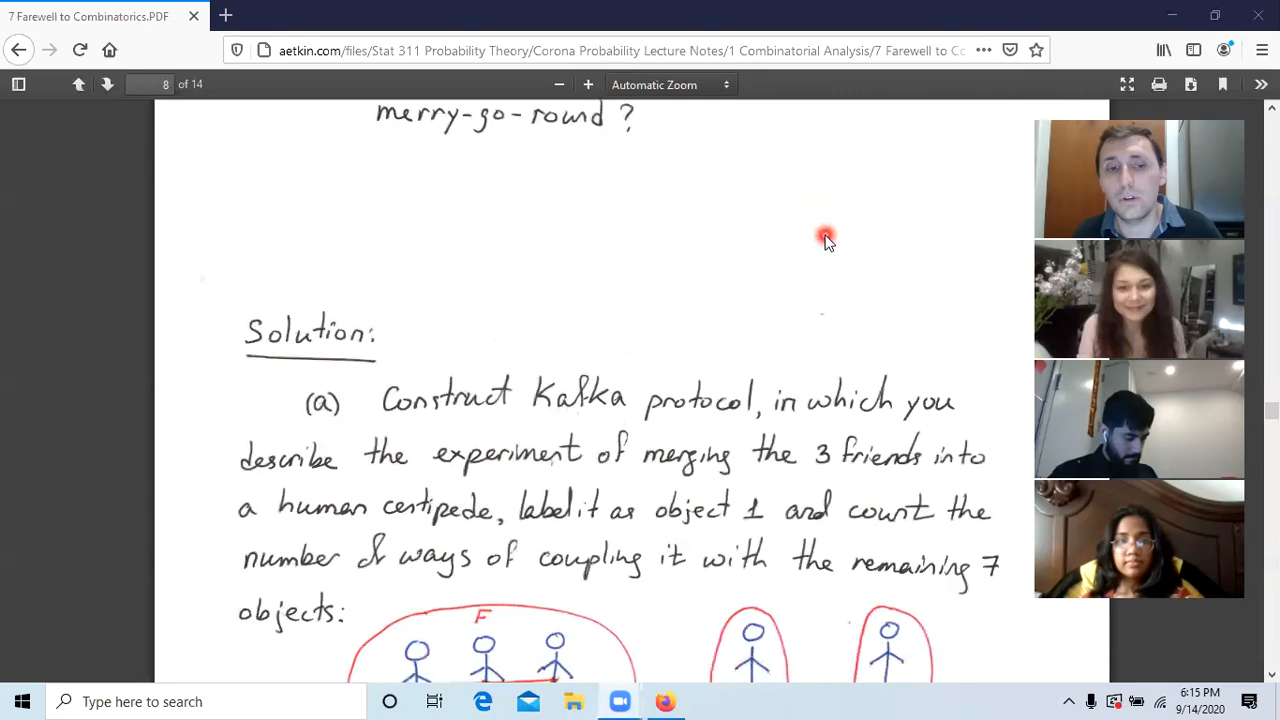 7 Farewell to Combinatorics.PDF
aetkin.com/files/Stat 311 Probability Theory/Corona Probability Lecture Notes/1 Combinatorial Analysis/7 Farewell to Co
8 of 14
Automatic Zoom
merry-go-round ?
Solution:
(a) Construct Kafka protocol, in which you
describe the experiment of merging the 3 friends into
a human centipede, label it as object 1 and count the
number of ways of coupling it with the remaining 7
objects:
F
Type here to search
6:15 PM
9/14/2020